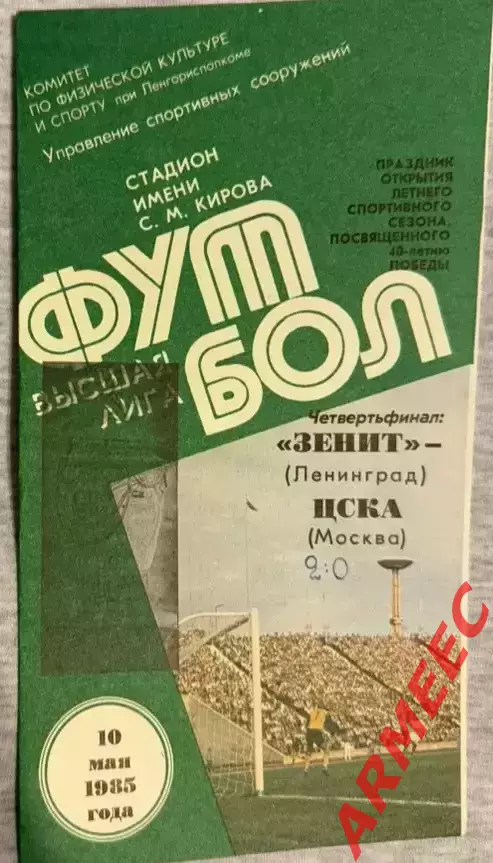 КОМИТЕТ
ПО ФИЗИЧЕСКОЙ КУЛЬТУРЕ
И СПОРТУ при Ленгорисполкоме
Управление спортивных сооружений
СТАДИОН
ИМЕНИ
С. М. КИРОВА
ПРАЗДНИК
ОТКРЫТИЯ
ЛЕТНЕГО
СПОРТИВНОГО
СЕЗОНА,
ПОСВЯЩЕННОГО
40-летию
ПОБЕДЫ
ФУТ
БОЛ
ВЫСШАЯ
ЛИГА
Четвертьфинал:
«ЗЕНИТ» –
(Ленинград)
ЦСКА
(Москва)
2:0
10
мая
1985
года
ARMEEC